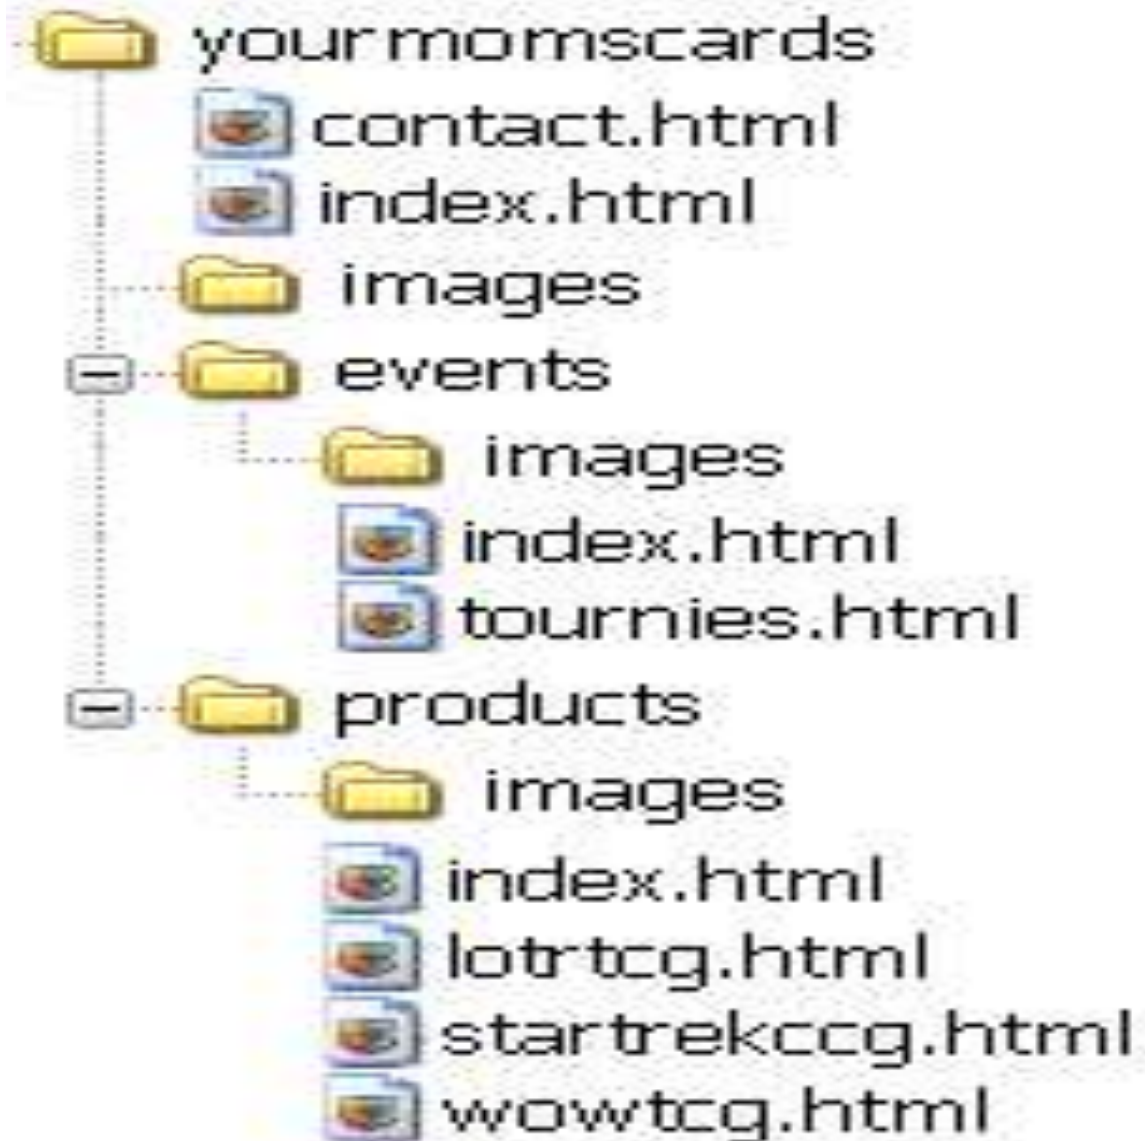 yourmomscards
contact.html
index.html
images
events
images
index.html
tournies.html
products
images
index.html
lotrtcg.html
startrekccg.html
wowtcg.html